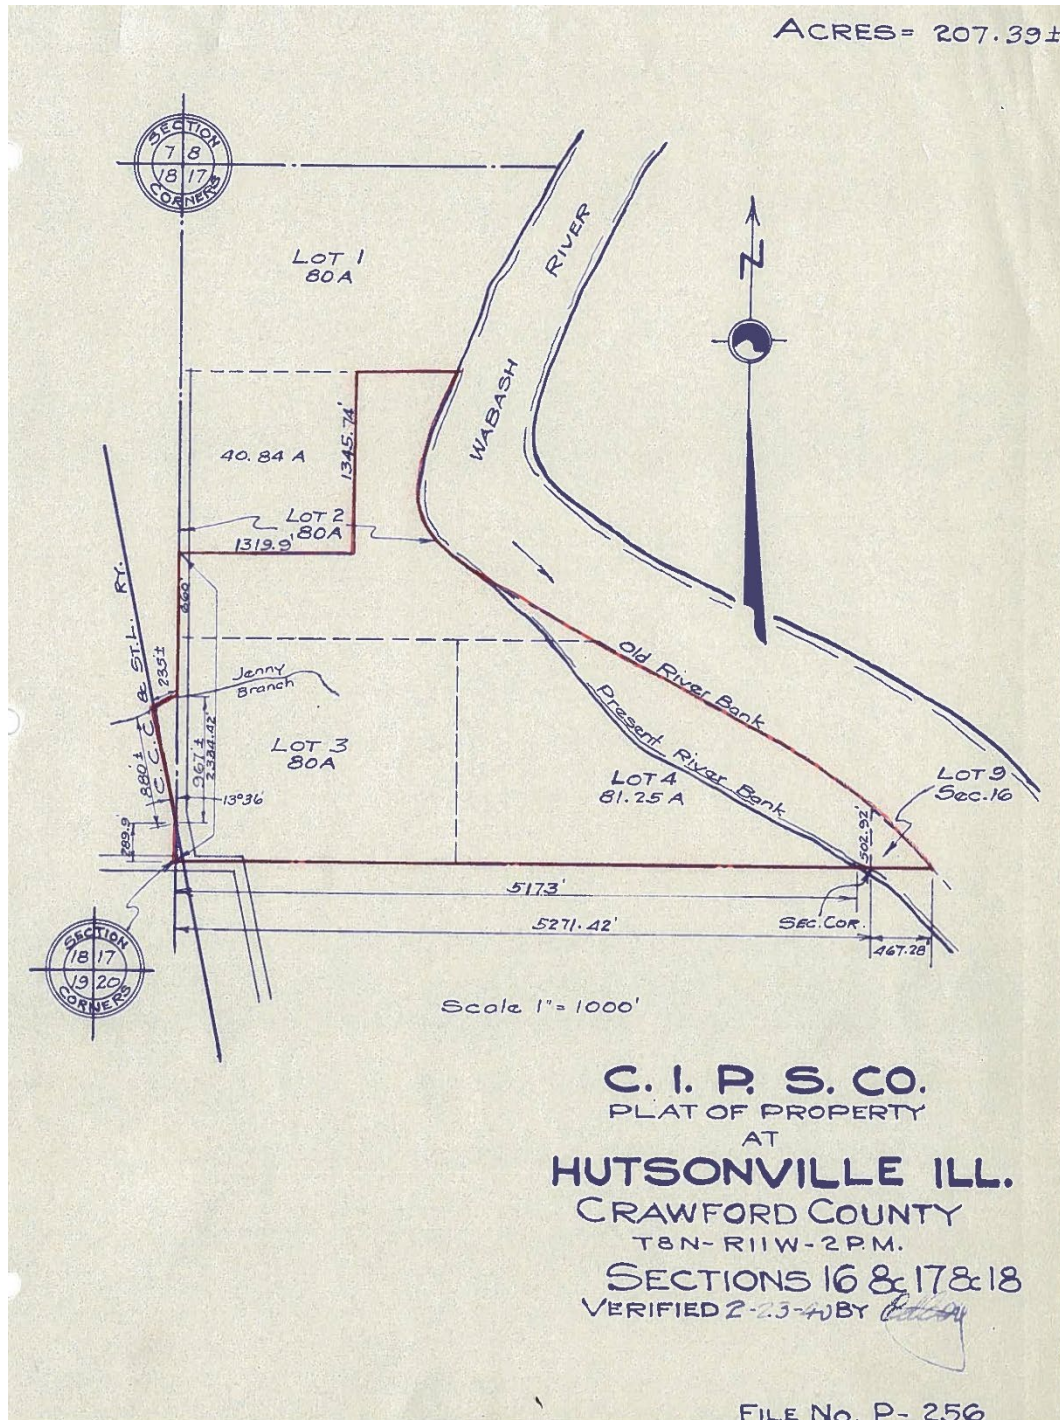 ACRES= 207.39±
SECTION
7 8
18 17
CORNERS
LOT 1
80A
RIVER
WABASH
N
1345.74'
40.84 A
LOT 2
80A
1319.9'
660'
C. C. C. & ST. L. RY.
235'±
Jenny
Branch
Old River Bank
Present River Bank
LOT 3
80A
LOT 4
81.25 A
LOT 9
Sec. 16
880'±
967'±
2334.42'
13°36'
289.9'
502.92'
5173'
SEC. COR.
5271.42'
467.28'
SECTION
18 17
19 20
CORNERS
Scale 1"= 1000'
C. I. P. S. CO.
PLAT OF PROPERTY
AT
HUTSONVILLE ILL.
CRAWFORD COUNTY
T8N-R11W-2P.M.
SECTIONS 16 & 17 & 18
VERIFIED 2-23-40 BY
FILE No. P-256